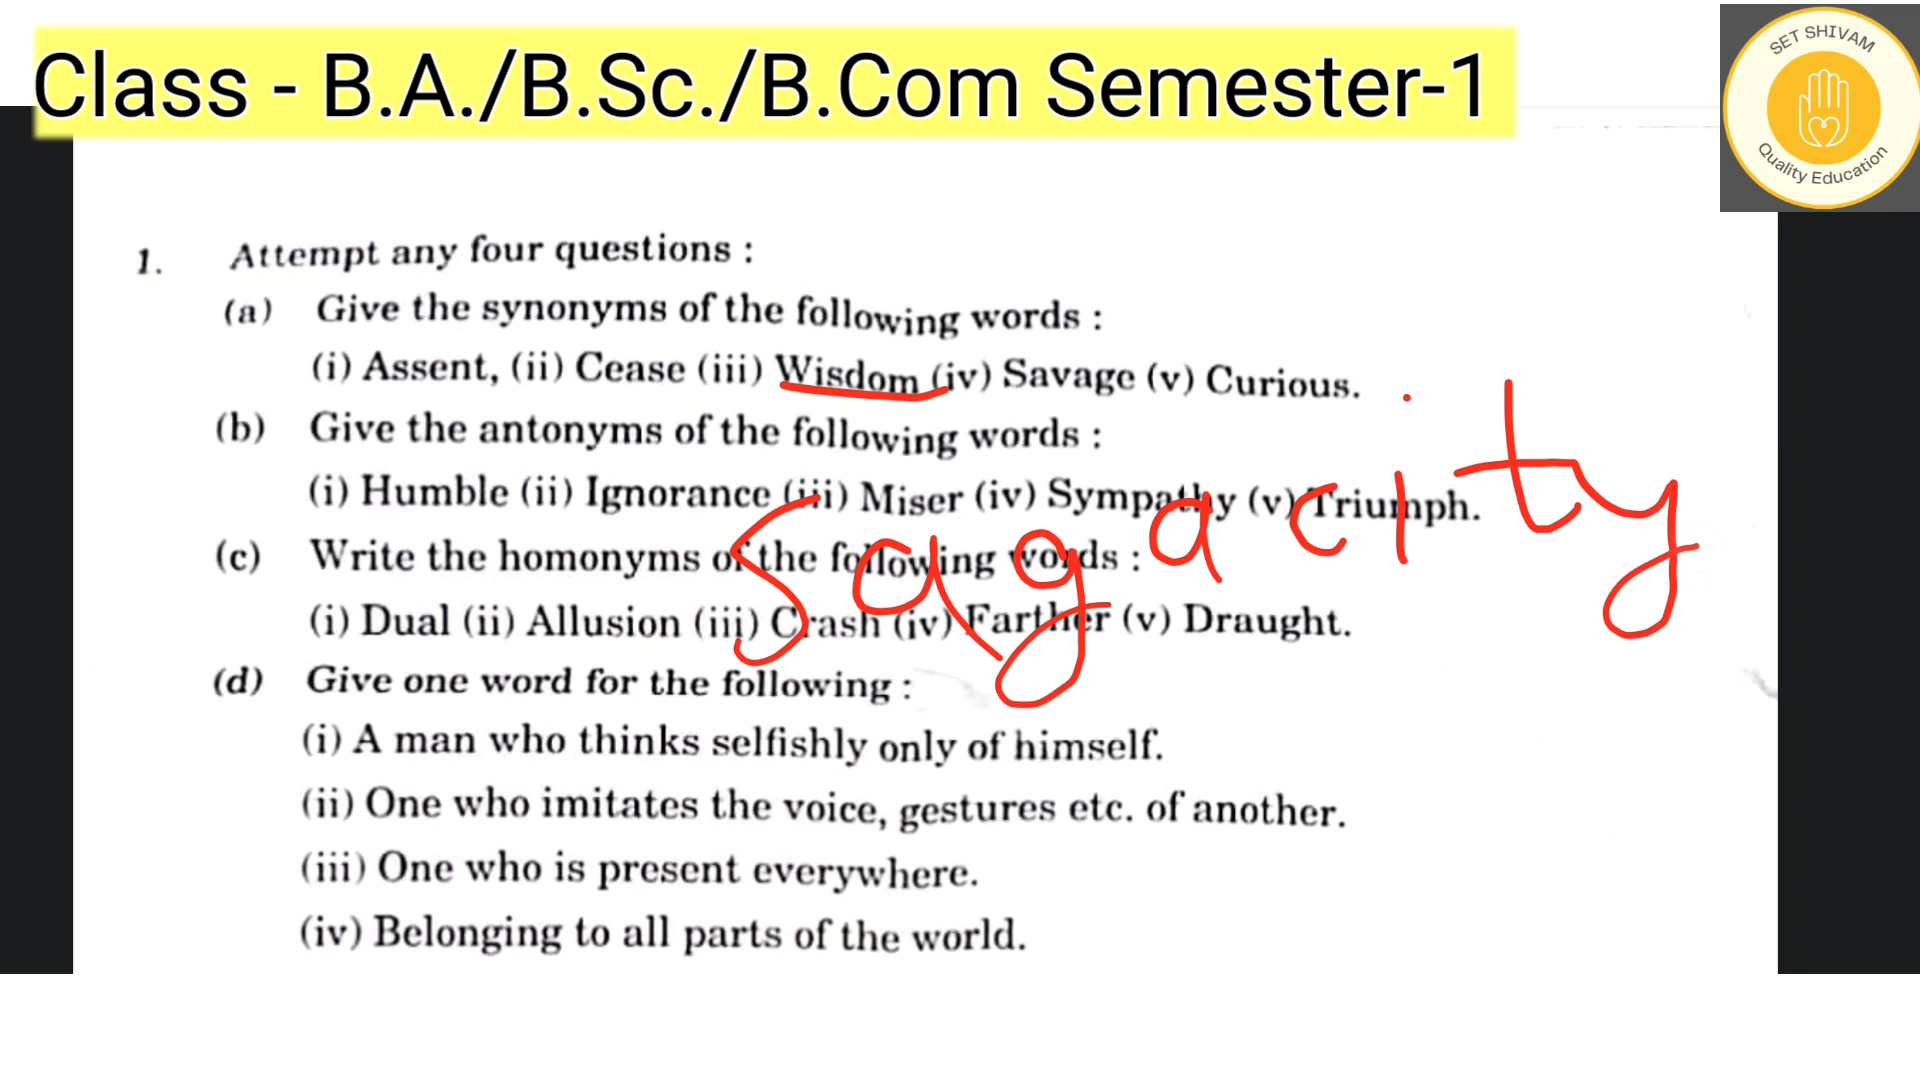 Class - B.A./B.Sc./B.Com Semester-1
SET SHIVAM
Quality Education
1. Attempt any four questions :
(a) Give the synonyms of the following words :
(i) Assent, (ii) Cease (iii) Wisdom (iv) Savage (v) Curious.
(b) Give the antonyms of the following words :
(i) Humble (ii) Ignorance (iii) Miser (iv) Sympathy (v) Triumph.
Sagacity
(c) Write the homonyms of the following words :
(i) Dual (ii) Allusion (iii) Crash (iv) Farther (v) Draught.
(d) Give one word for the following :
(i) A man who thinks selfishly only of himself.
(ii) One who imitates the voice, gestures etc. of another.
(iii) One who is present everywhere.
(iv) Belonging to all parts of the world.